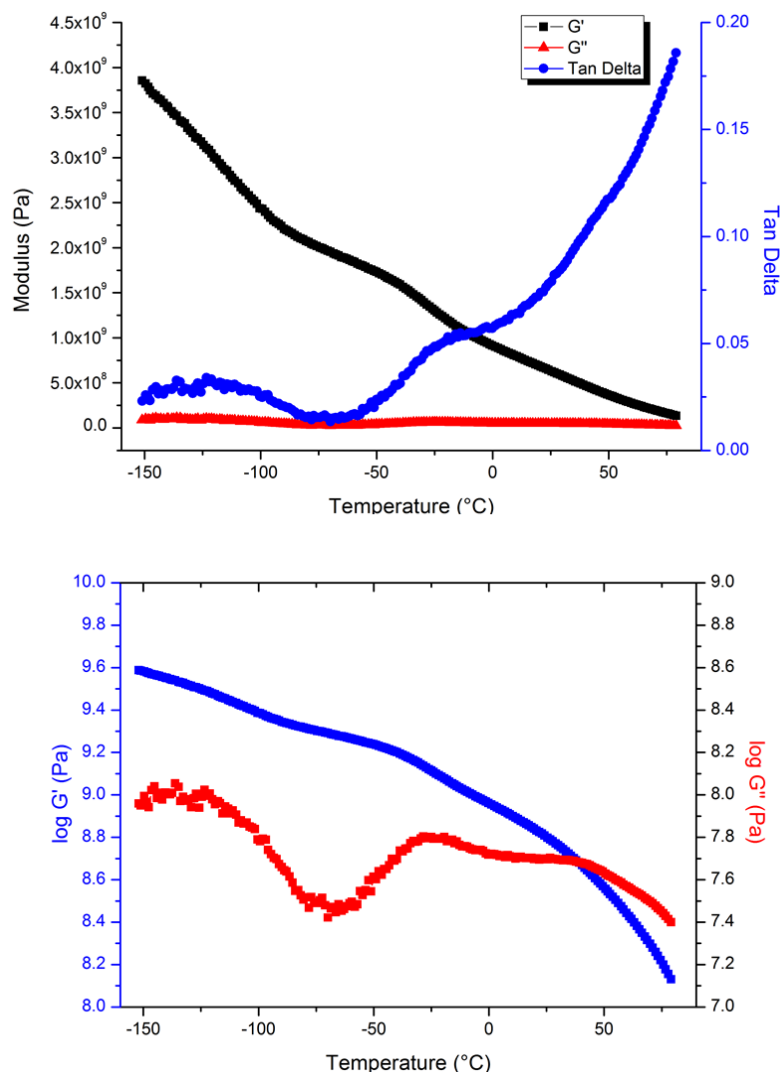 4.5x10⁹
4.0x10⁹
3.5x10⁹
3.0x10⁹
2.5x10⁹
2.0x10⁹
1.5x10⁹
1.0x10⁹
5.0x10⁸
0.0
Modulus (Pa)
G'
G''
Tan Delta
0.20
0.15
0.10
0.05
0.00
Tan Delta
-150 -100 -50 0 50
Temperature (°C)
10.0
9.8
9.6
9.4
9.2
9.0
8.8
8.6
8.4
8.2
8.0
log G' (Pa)
9.0
8.8
8.6
8.4
8.2
8.0
7.8
7.6
7.4
7.2
7.0
log G'' (Pa)
-150 -100 -50 0 50
Temperature (°C)